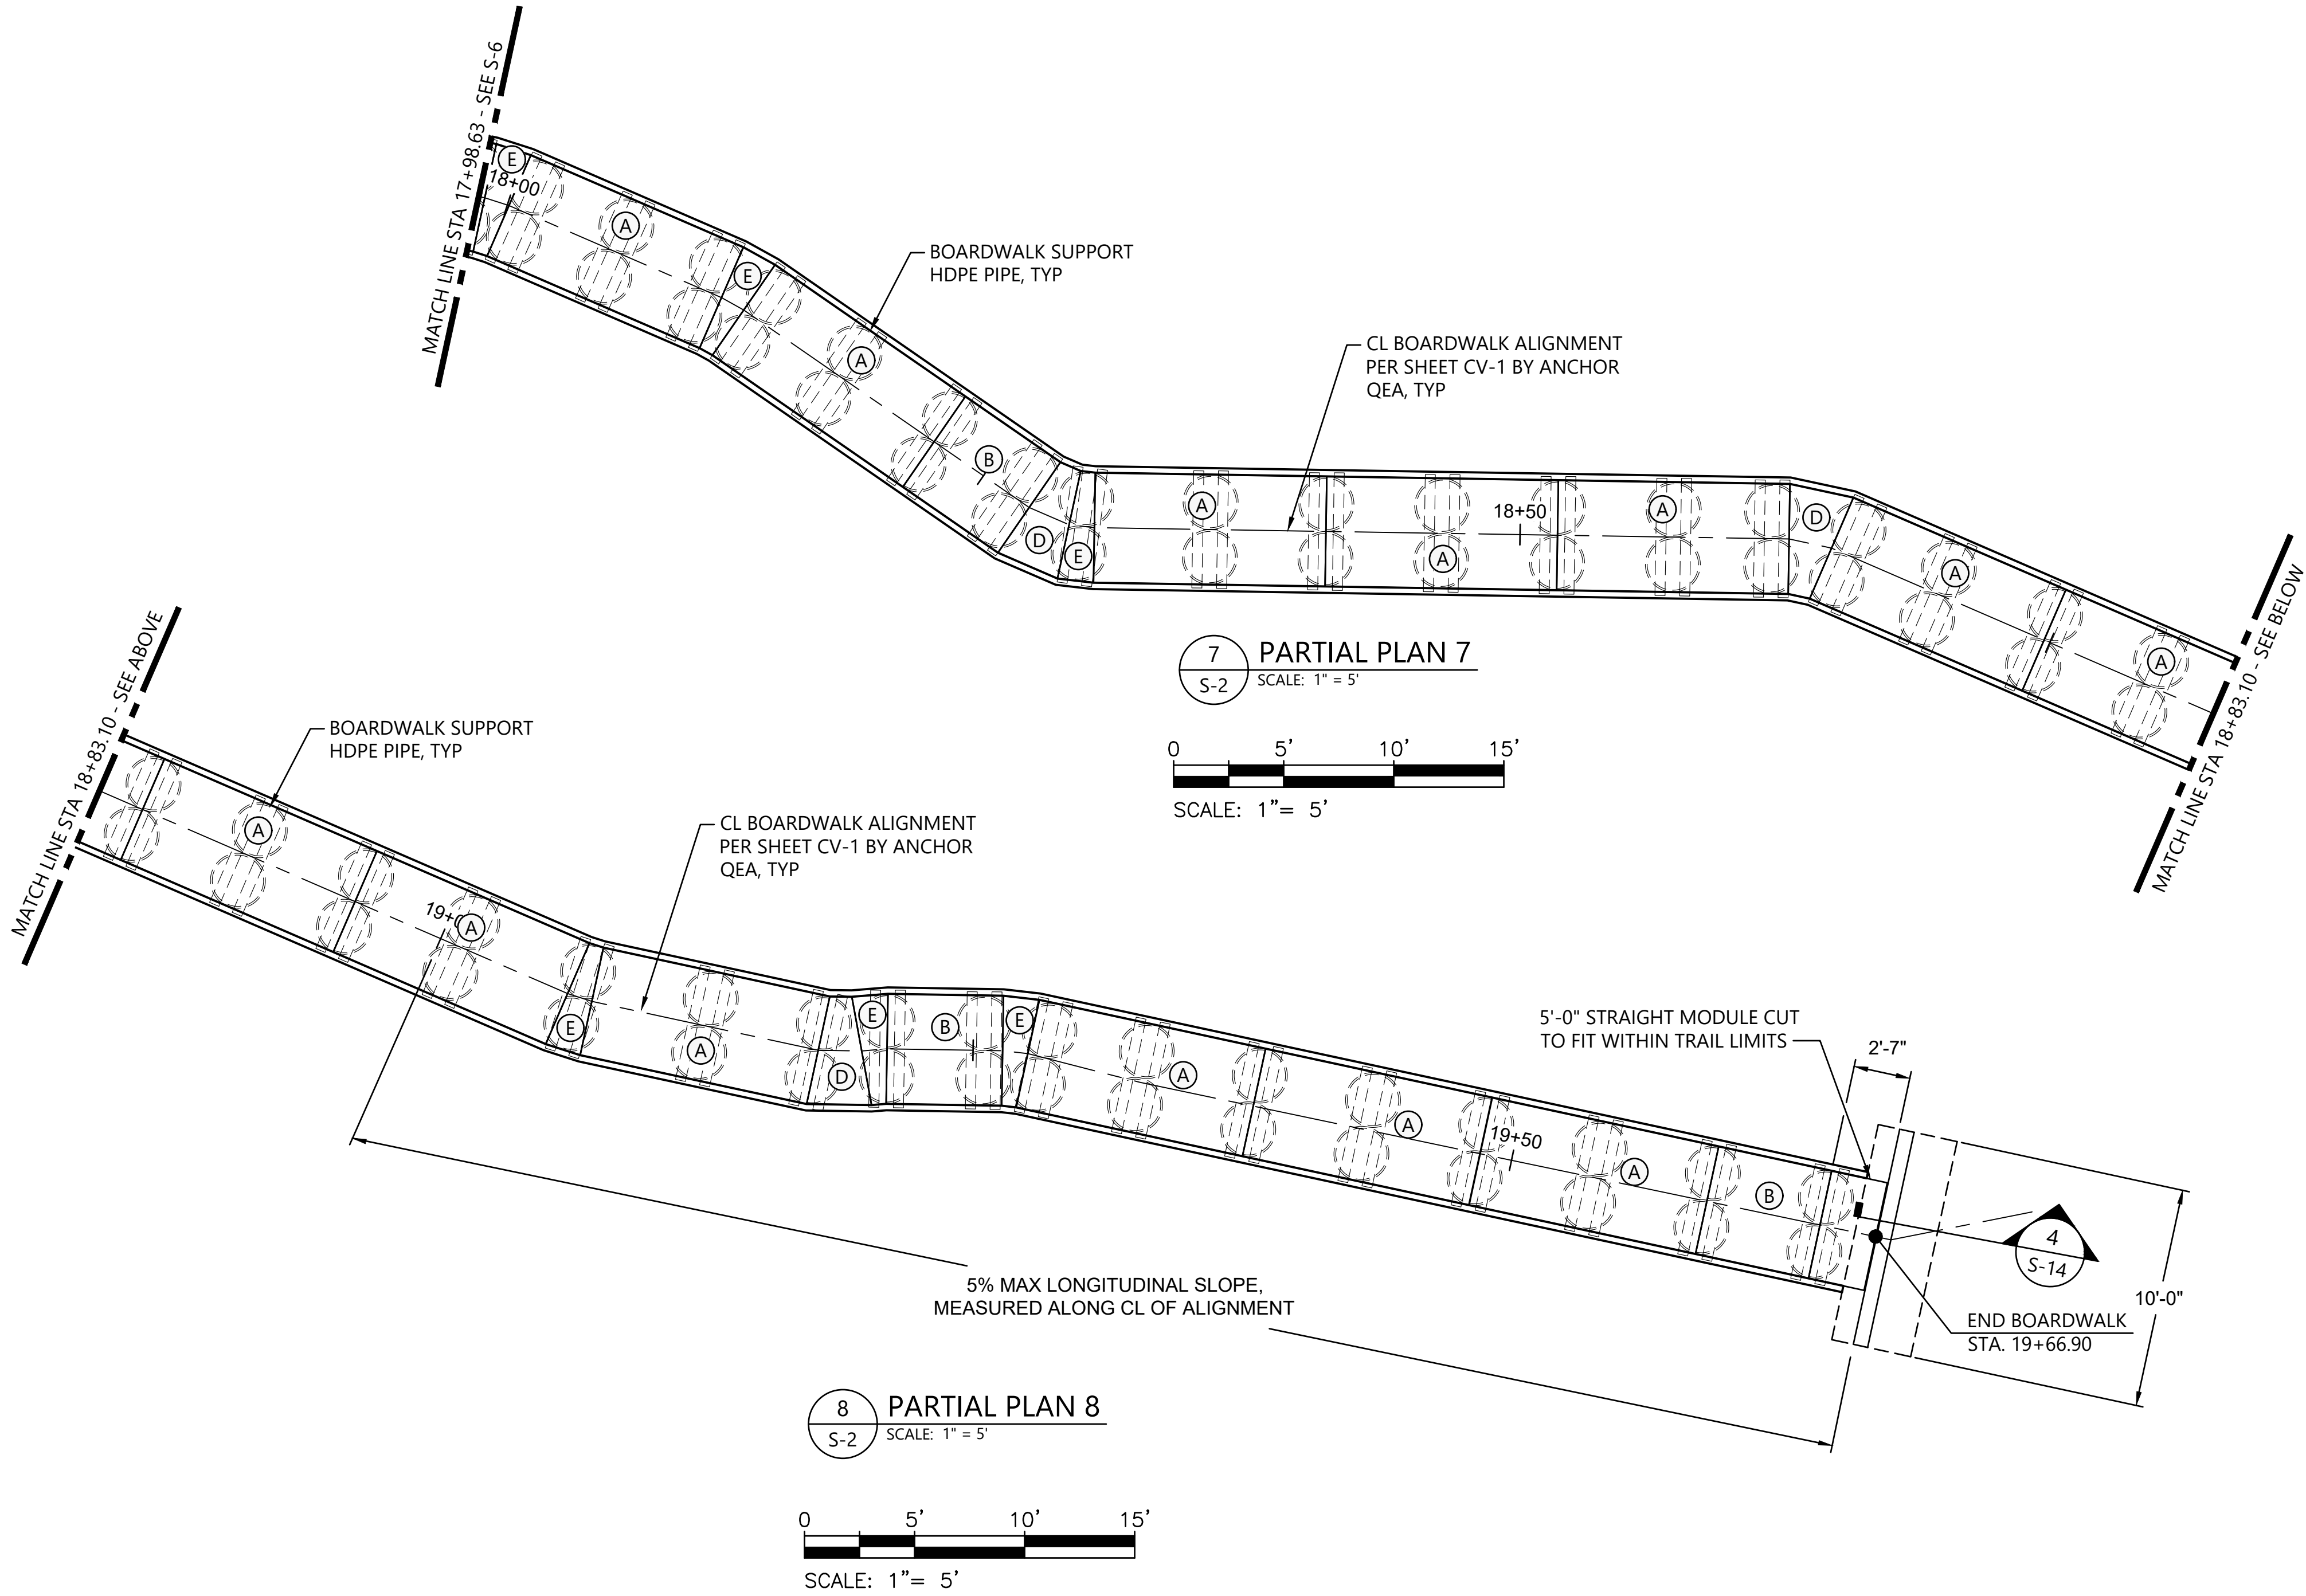 MATCH LINE STA 17+98.63 - SEE S-6
E
18+00
A
E
BOARDWALK SUPPORT
HDPE PIPE, TYP
A
B
D
E
CL BOARDWALK ALIGNMENT
PER SHEET CV-1 BY ANCHOR
QEA, TYP
A
A
18+50
A
D
A
A
MATCH LINE STA 18+83.10 - SEE BELOW
7
S-2
PARTIAL PLAN 7
SCALE: 1" = 5'
0 5' 10' 15'
SCALE: 1"= 5'
MATCH LINE STA 18+83.10 - SEE ABOVE
BOARDWALK SUPPORT
HDPE PIPE, TYP
A
19+0
A
CL BOARDWALK ALIGNMENT
PER SHEET CV-1 BY ANCHOR
QEA, TYP
E
A
D
E
B
E
A
A
19+50
A
B
5'-0" STRAIGHT MODULE CUT
TO FIT WITHIN TRAIL LIMITS
2'-7"
4
S-14
10'-0"
END BOARDWALK
STA. 19+66.90
5% MAX LONGITUDINAL SLOPE,
MEASURED ALONG CL OF ALIGNMENT
8
S-2
PARTIAL PLAN 8
SCALE: 1" = 5'
0 5' 10' 15'
SCALE: 1"= 5'